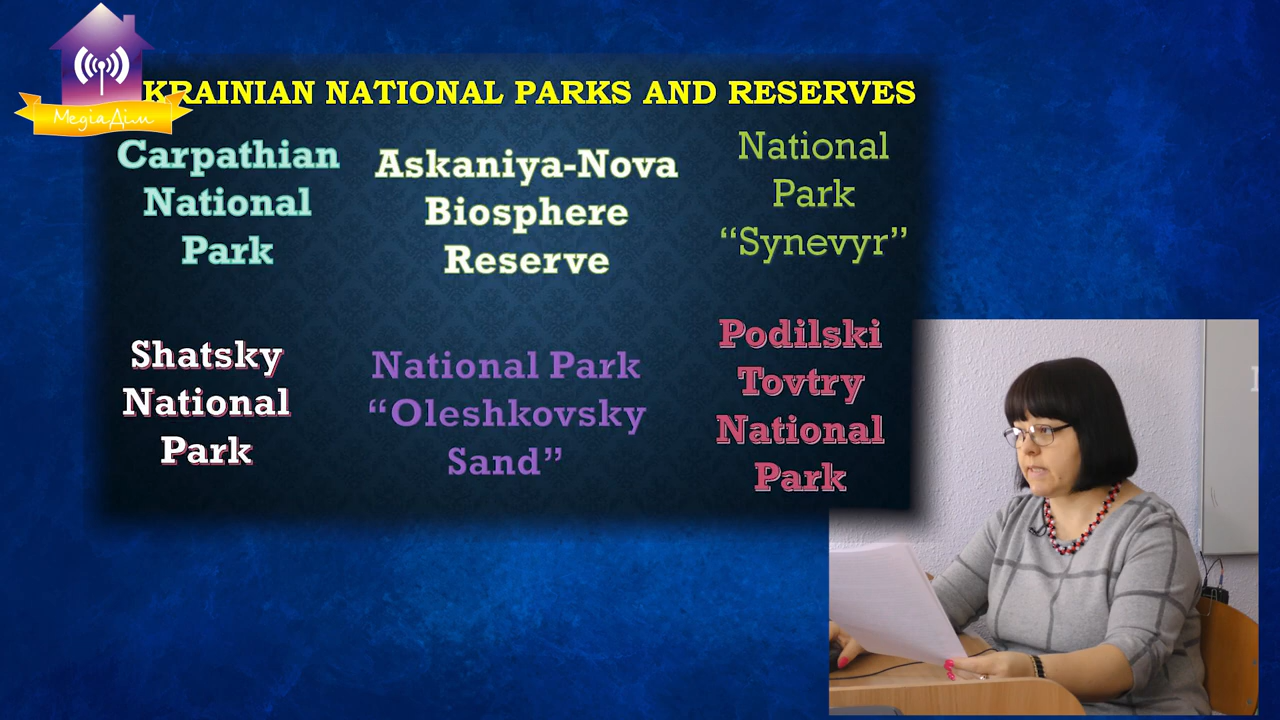 МедіаДім
KRAINIAN NATIONAL PARKS AND RESERVES
Carpathian
National
Park
Askaniya-Nova
Biosphere
Reserve
National
Park
“Synevyr”
Shatsky
National
Park
National Park
“Oleshkovsky
Sand”
Podilski
Tovtry
National
Park